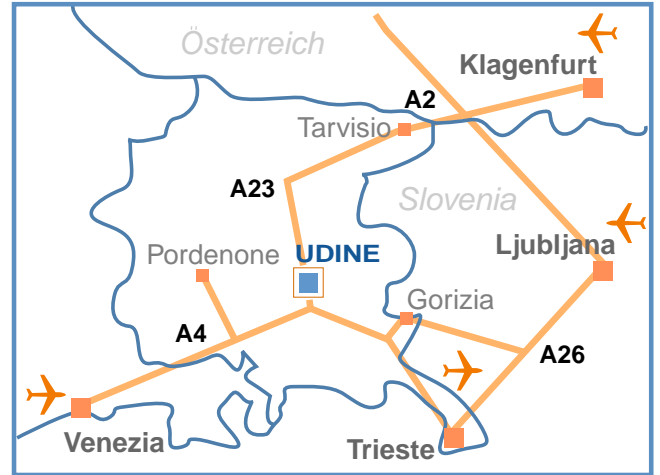 Österreich
Klagenfurt
A2
Tarvisio
A23
Slovenia
Ljubljana
Pordenone
UDINE
Gorizia
A4
A26
Venezia
Trieste